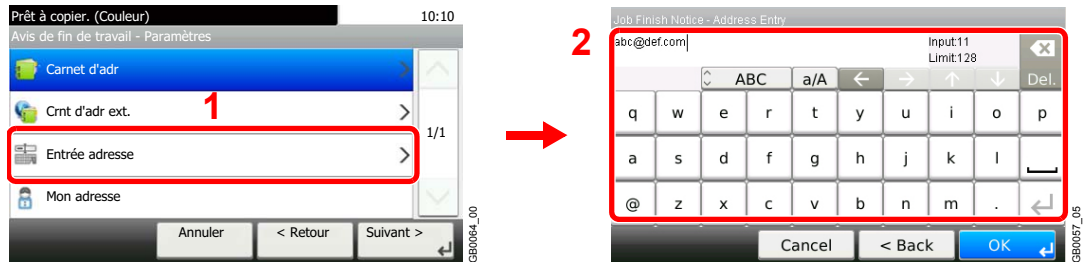 Prêt à copier. (Couleur) 10:10
Avis de fin de travail - Paramètres
Carnet d'adr
Crnt d'adr ext.
1
1/1
Entrée adresse
Mon adresse
Annuler < Retour Suivant >
GB0064_00
2
Job Finish Notice - Address Entry
abc@def.com
Input:11
Limit:128
ABC a/A Del.
q w e r t y u i o p
a s d f g h j k l
@ z x c v b n m .
Cancel < Back OK
GB0057_05